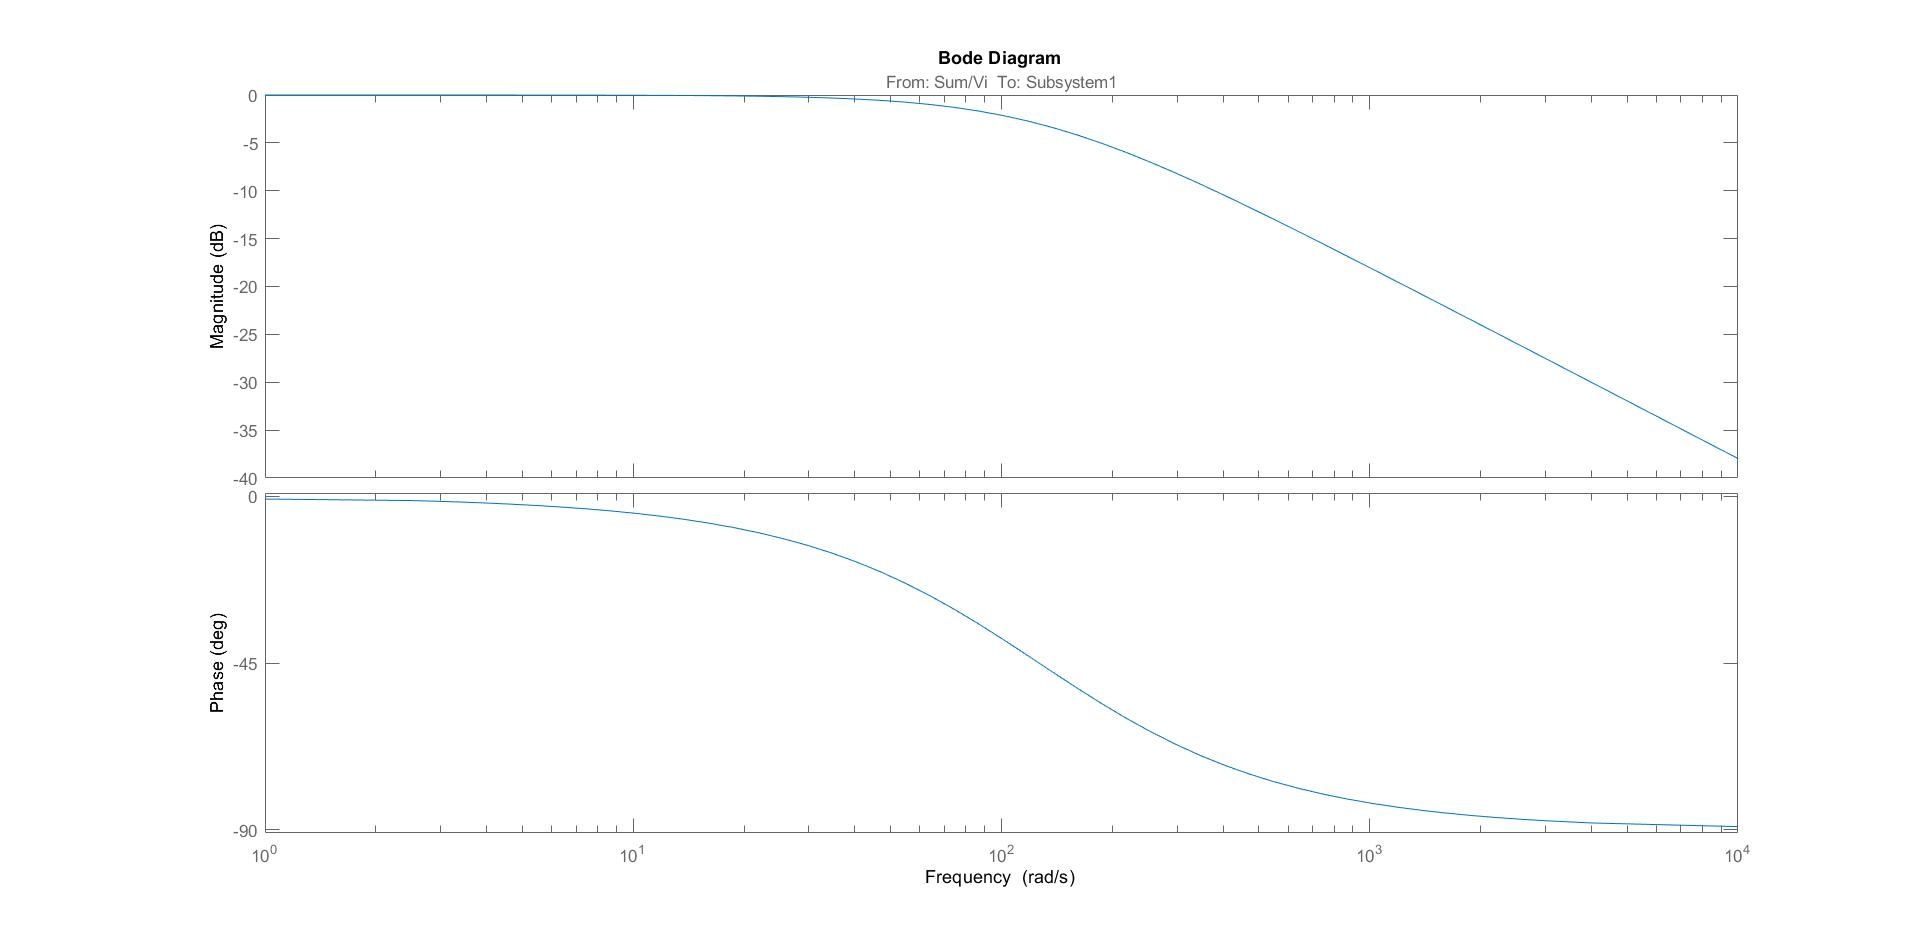 Bode Diagram
From: Sum/Vi  To: Subsystem1
Magnitude (dB)
0
-5
-10
-15
-20
-25
-30
-35
-40
Phase (deg)
0
-45
-90
10^0 10^1 10^2 10^3 10^4
Frequency  (rad/s)